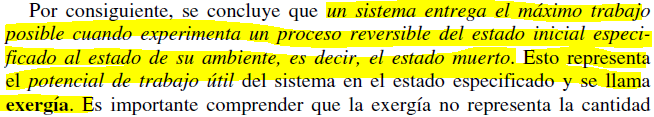 Por consiguiente, se concluye que un sistema entrega el máximo trabajo
posible cuando experimenta un proceso reversible del estado inicial especi-
ficado al estado de su ambiente, es decir, el estado muerto. Esto representa
el potencial de trabajo útil del sistema en el estado especificado y se llama
exergía. Es importante comprender que la exergía no representa la cantidad